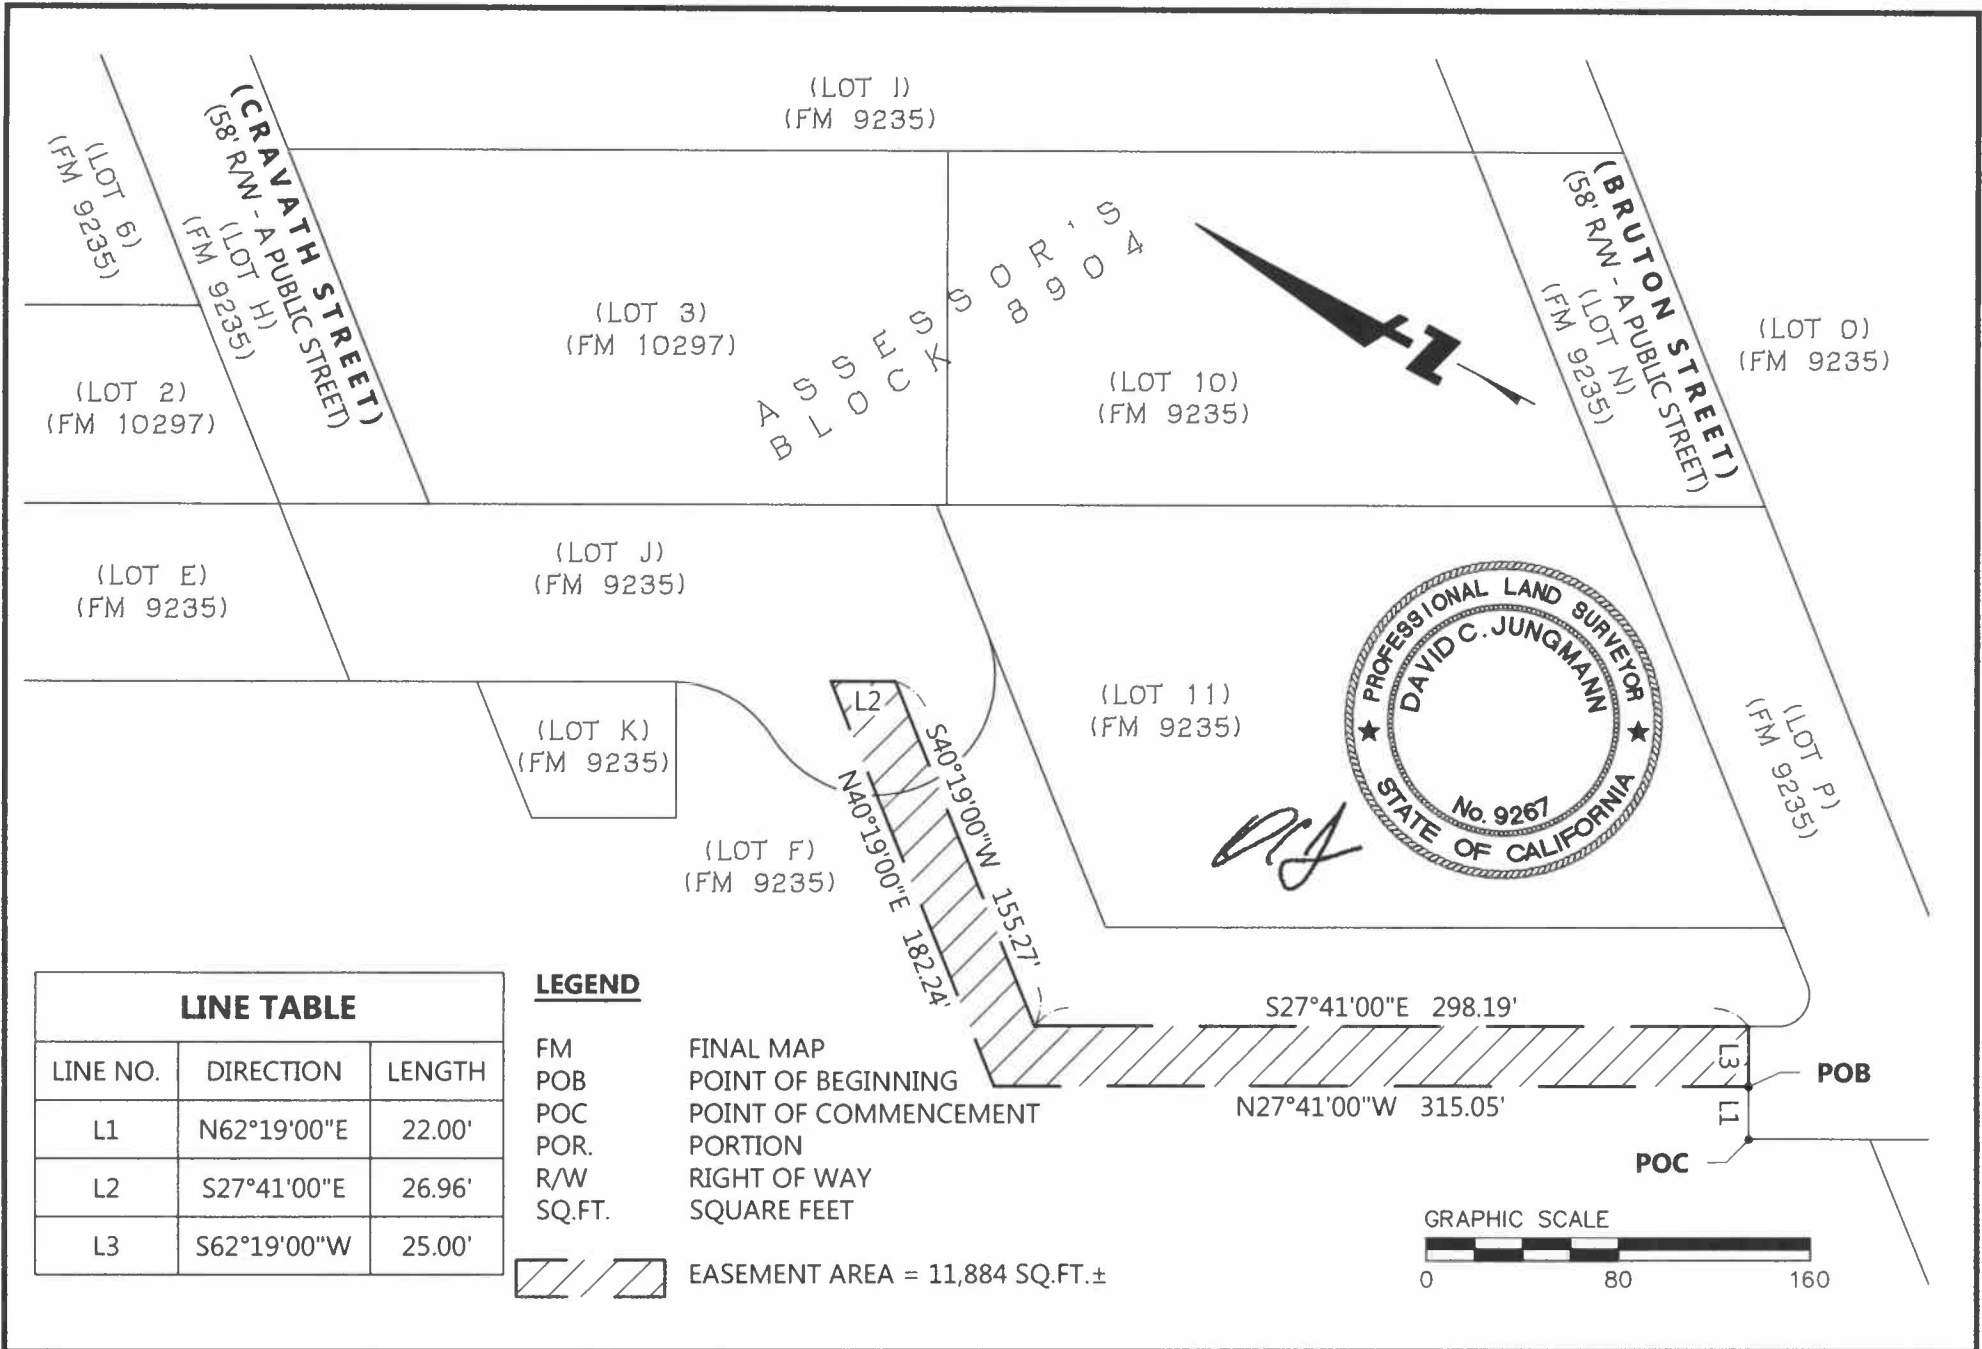 (LOT I)
(FM 9235)
(CRAVATH STREET)
(58' R/W - A PUBLIC STREET)
(LOT H)
(FM 9235)
(LOT 6)
(FM 9235)
(LOT 3)
(FM 10297)
ASSESSOR'S
BLOCK 8904
(LOT 10)
(FM 9235)
N
(BRUTON STREET)
(58' R/W - A PUBLIC STREET)
(LOT N)
(FM 9235)
(LOT O)
(FM 9235)
(LOT 2)
(FM 10297)
(LOT E)
(FM 9235)
(LOT J)
(FM 9235)
(LOT K)
(FM 9235)
(LOT F)
(FM 9235)
L2
S40°19'00"W 155.27'
N40°19'00"E 182.24'
(LOT 11)
(FM 9235)
PROFESSIONAL LAND SURVEYOR
DAVID C. JUNGMANN
No. 9267
STATE OF CALIFORNIA
(LOT P)
(FM 9235)
S27°41'00"E 298.19'
N27°41'00"W 315.05'
L3
L1
POB
POC
LINE TABLE
LINE NO. DIRECTION LENGTH
L1 N62°19'00"E 22.00'
L2 S27°41'00"E 26.96'
L3 S62°19'00"W 25.00'
LEGEND
FM FINAL MAP
POB POINT OF BEGINNING
POC POINT OF COMMENCEMENT
POR. PORTION
R/W RIGHT OF WAY
SQ.FT. SQUARE FEET
EASEMENT AREA = 11,884 SQ.FT.±
GRAPHIC SCALE
0 80 160